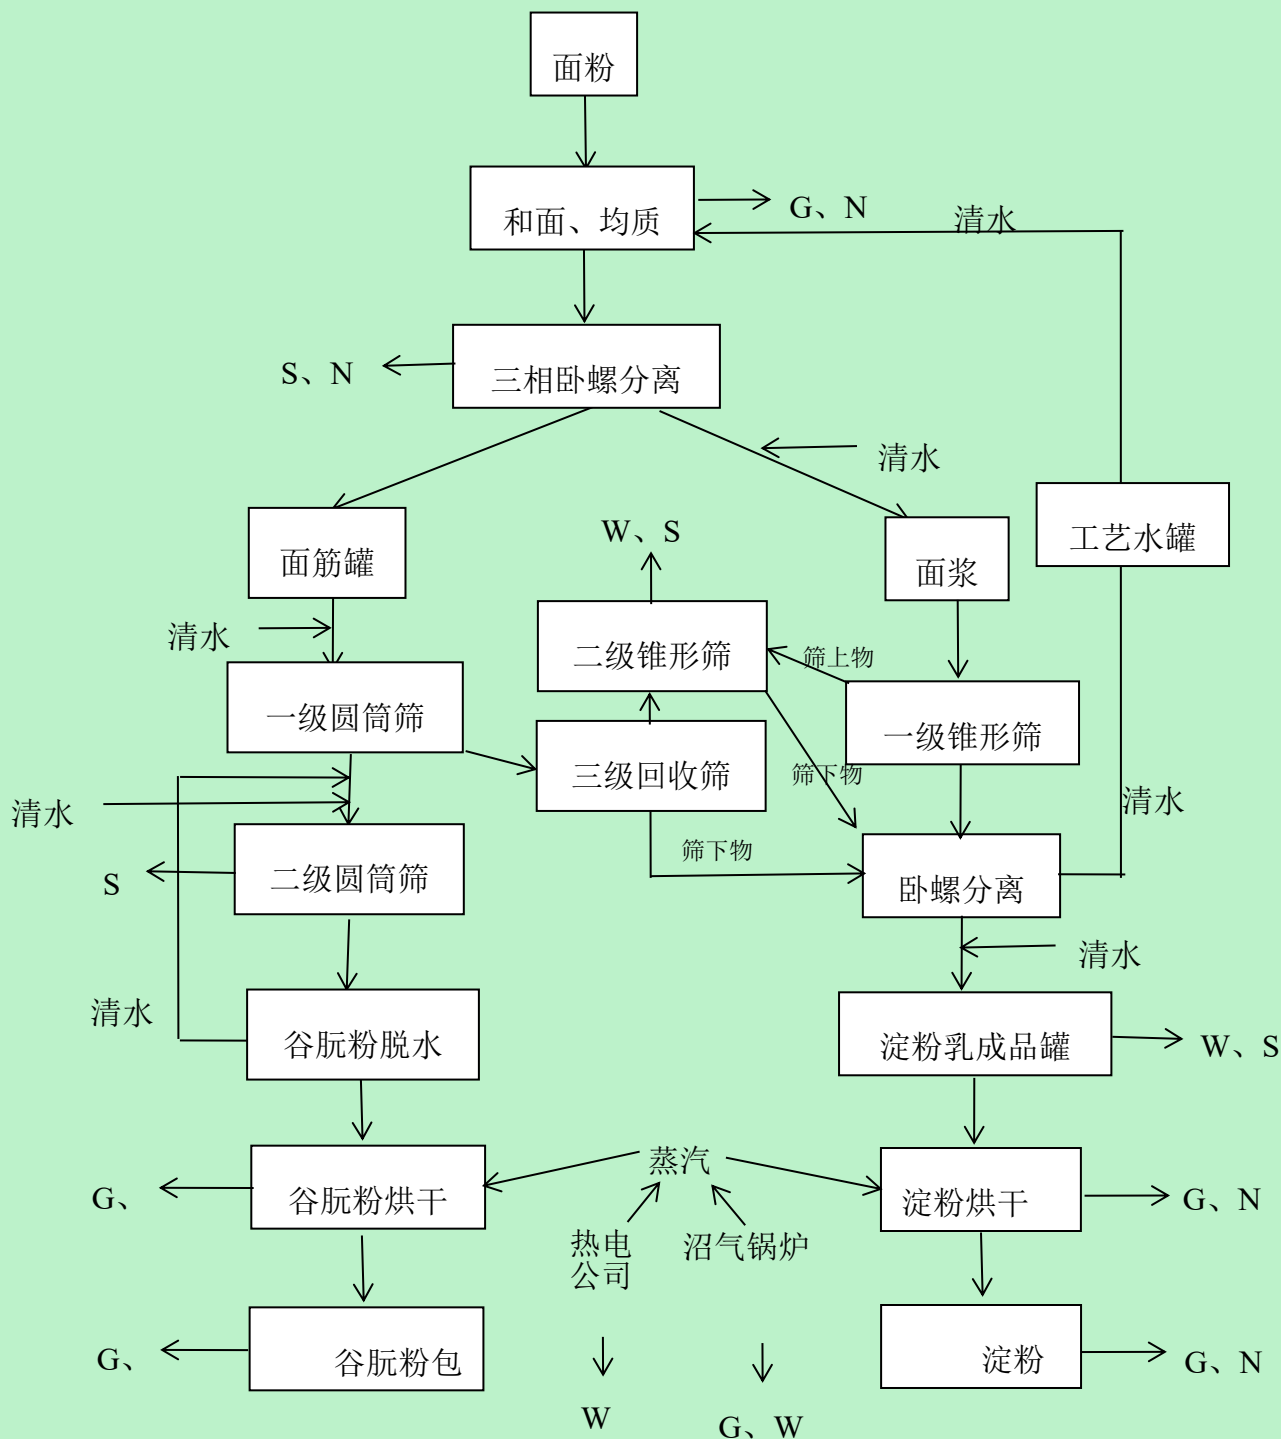 面粉
和面、均质
G、N
清水
三相卧螺分离
S、N
清水
面筋罐
W、S
面浆
工艺水罐
清水
二级锥形筛
筛上物
一级圆筒筛
一级锥形筛
三级回收筛
筛下物
清水
清水
筛下物
S
二级圆筒筛
卧螺分离
清水
清水
谷朊粉脱水
淀粉乳成品罐
W、S
蒸汽
G、
谷朊粉烘干
淀粉烘干
G、N
热电
公司
沼气锅炉
G、
谷朊粉包
淀粉
G、N
W
G、W